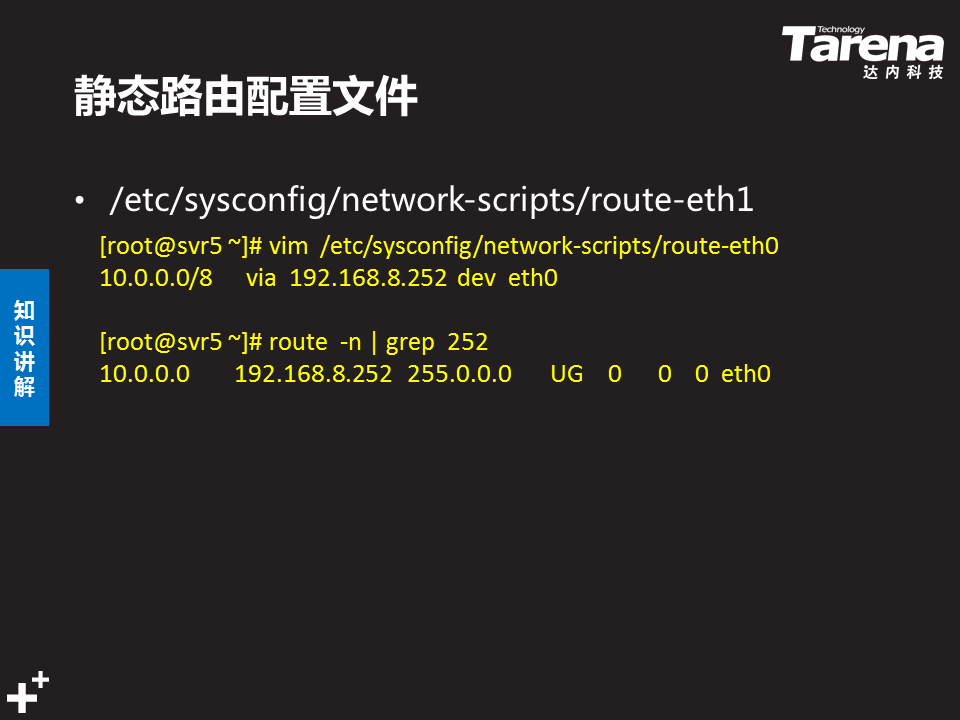 Technology
Tarena
达内科技
静态路由配置文件
• /etc/sysconfig/network-scripts/route-eth1
[root@svr5 ~]# vim /etc/sysconfig/network-scripts/route-eth0
10.0.0.0/8 via 192.168.8.252 dev eth0
[root@svr5 ~]# route -n | grep 252
10.0.0.0 192.168.8.252 255.0.0.0 UG 0 0 0 eth0
知识讲解